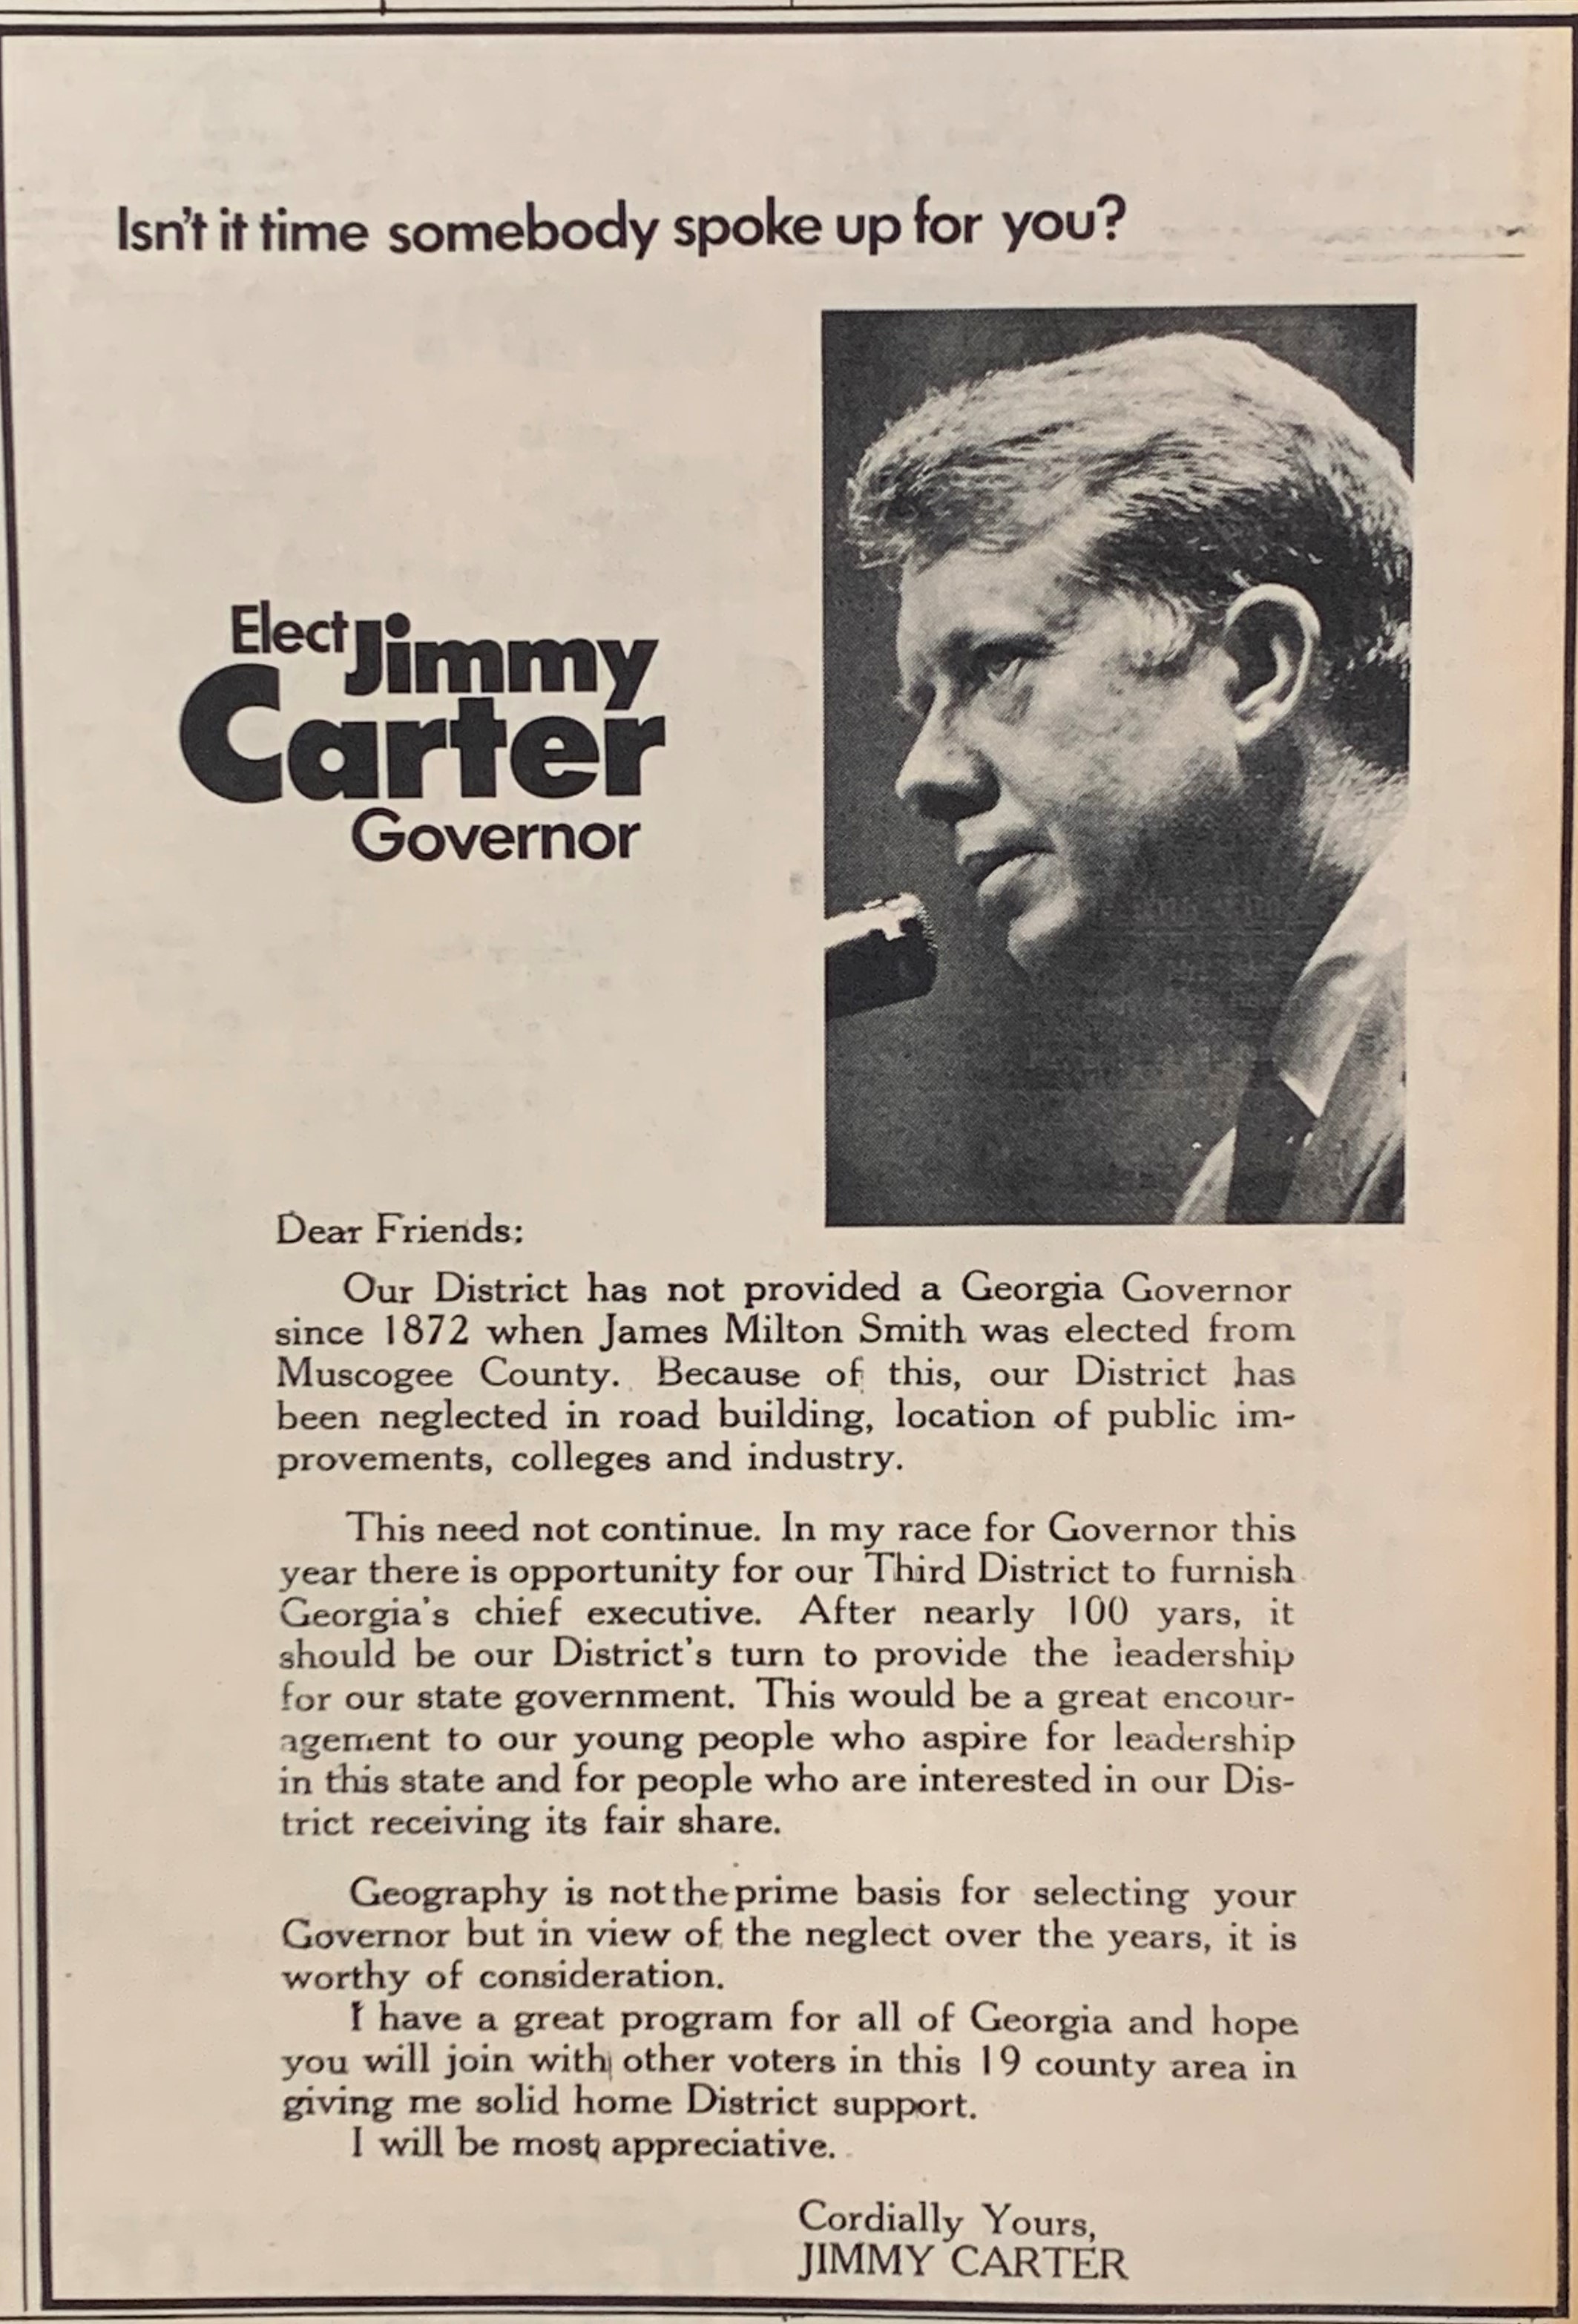 Isn't it time somebody spoke up for you?
Elect Jimmy
Carter
Governor
Dear Friends:
Our District has not provided a Georgia Governor
since 1872 when James Milton Smith was elected from
Muscogee County. Because of this, our District has
been neglected in road building, location of public im-
provements, colleges and industry.
This need not continue. In my race for Governor this
year there is opportunity for our Third District to furnish
Georgia's chief executive. After nearly 100 yars, it
should be our District's turn to provide the leadership
for our state government. This would be a great encour-
agement to our young people who aspire for leadership
in this state and for people who are interested in our Dis-
trict receiving its fair share.
Geography is not the prime basis for selecting your
Governor but in view of the neglect over the years, it is
worthy of consideration.
I have a great program for all of Georgia and hope
you will join with other voters in this 19 county area in
giving me solid home District support.
I will be most appreciative.
Cordially Yours,
JIMMY CARTER